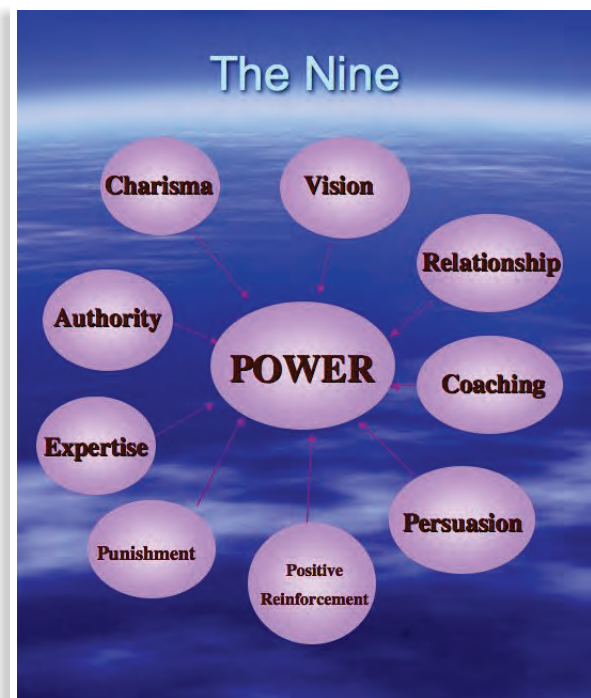 The Nine
Charisma
Vision
Relationship
Authority
POWER
Coaching
Expertise
Persuasion
Punishment
Positive
Reinforcement